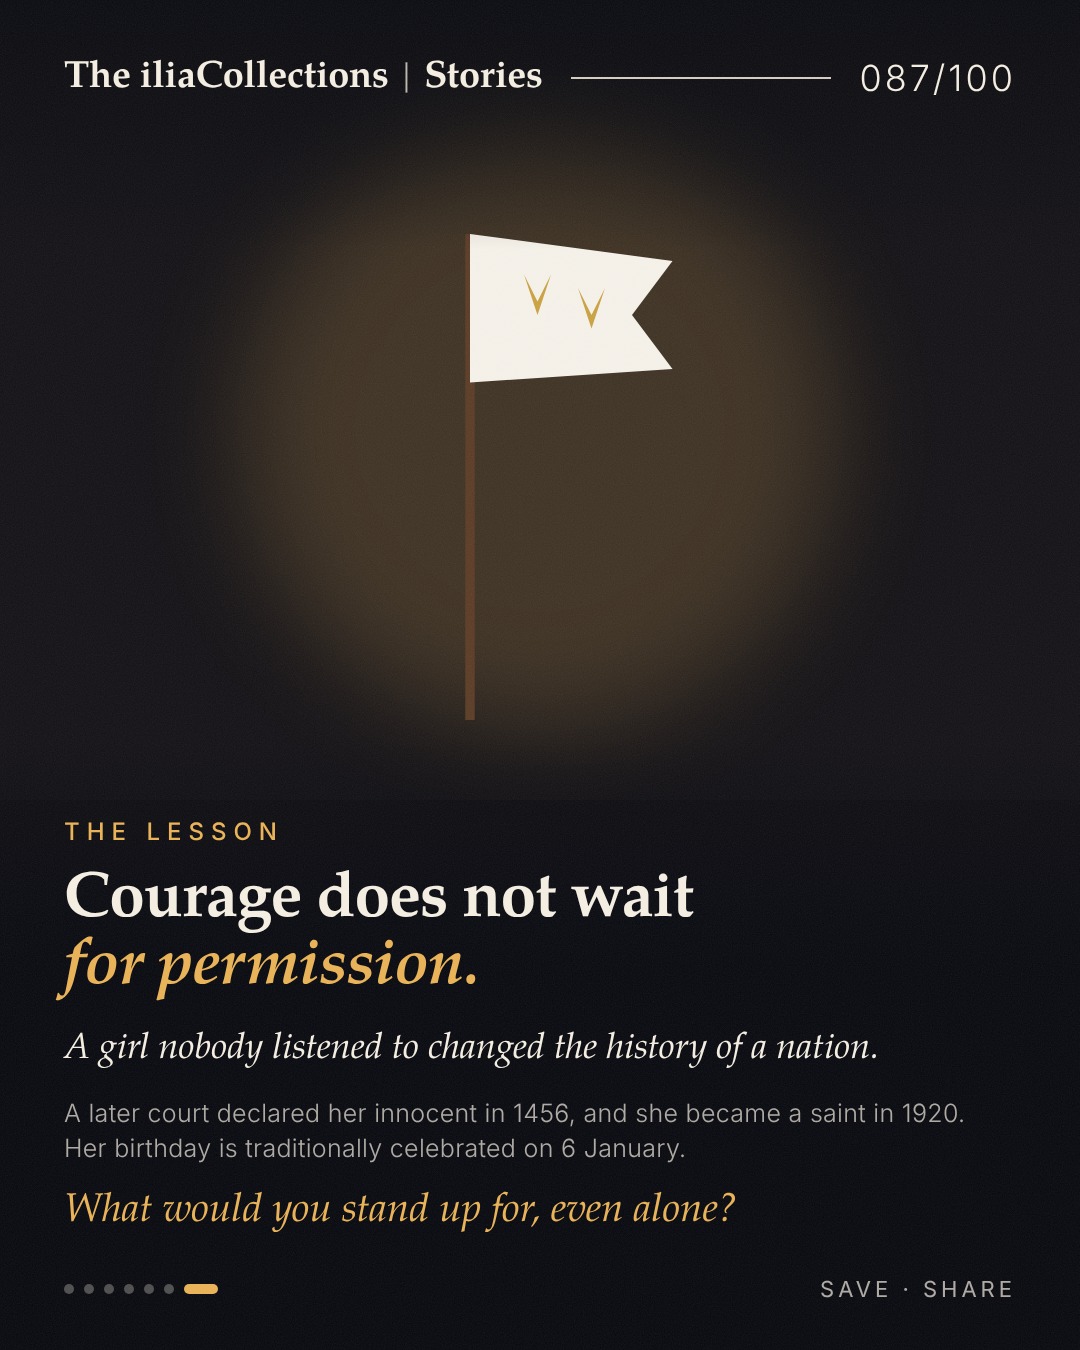 The iliaCollections | Stories 087/100
THE LESSON
Courage does not wait
for permission.
A girl nobody listened to changed the history of a nation.
A later court declared her innocent in 1456, and she became a saint in 1920.
Her birthday is traditionally celebrated on 6 January.
What would you stand up for, even alone?
SAVE · SHARE